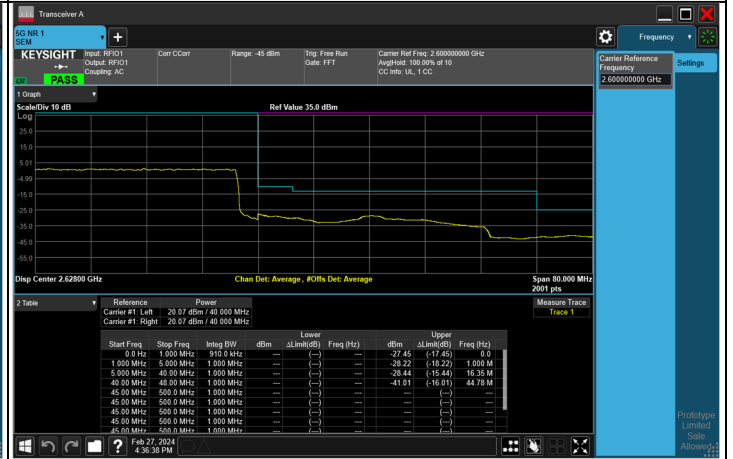 Transceiver A
5G NR 1
SEM
+
Frequency
KEYSIGHT
Input: RFIO1
Output: RFIO1
Coupling: AC
Corr CCorr
Range: -45 dBm
Trig: Free Run
Gate: FFT
Carrier Ref Freq: 2.600000000 GHz
Avg|Hold: 100.00% of 10
CC Info: UL, 1 CC
LXI PASS
Carrier Reference
Frequency
2.600000000 GHz
Settings
1 Graph
Scale/Div 10 dB
Ref Value 35.0 dBm
Log
25.0
15.0
5.01
-4.99
-15.0
-25.0
-35.0
-45.0
-55.0
Disp Center 2.62800 GHz
Chan Det: Average , #Offs Det: Average
Span 80.000 MHz
2001 pts
2 Table
Reference Power
Carrier #1: Left 20.07 dBm / 40.000 MHz
Carrier #1: Right 20.07 dBm / 40.000 MHz
Measure Trace
Trace 1
Lower Upper
Start Freq Stop Freq Integ BW dBm ΔLimit(dB) Freq (Hz) dBm ΔLimit(dB) Freq (Hz)
0.0 Hz 1.000 MHz 910.0 kHz --- (---) --- -27.45 (-17.45) 0.0
1.000 MHz 5.000 MHz 1.000 MHz --- (---) --- -28.22 (-18.22) 1.000 M
5.000 MHz 40.00 MHz 1.000 MHz --- (---) --- -28.44 (-15.44) 16.35 M
40.00 MHz 48.00 MHz 1.000 MHz --- (---) --- -41.01 (-16.01) 44.78 M
45.00 MHz 500.0 MHz 1.000 MHz --- (---) --- --- (---) ---
45.00 MHz 500.0 MHz 1.000 MHz --- (---) --- --- (---) ---
45.00 MHz 500.0 MHz 1.000 MHz --- (---) --- --- (---) ---
45.00 MHz 500.0 MHz 1.000 MHz --- (---) --- --- (---) ---
45.00 MHz 500.0 MHz 1.000 MHz --- (---) --- --- (---) ---
Prototype
Limited
Sale
Allowed
?
Feb 27, 2024
4:36:38 PM